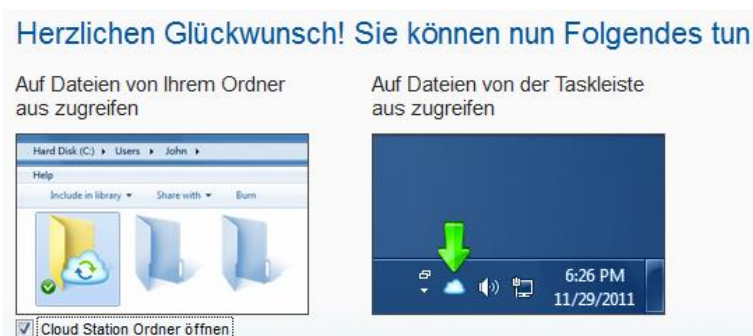 Herzlichen Glückwunsch! Sie können nun Folgendes tun
Auf Dateien von Ihrem Ordner
aus zugreifen
Hard Disk (C:) ▸ Users ▸ John ▸
Help
Include in library ▾ Share with ▾ Burn
Cloud Station Ordner öffnen
Auf Dateien von der Taskleiste
aus zugreifen
6:26 PM
11/29/2011